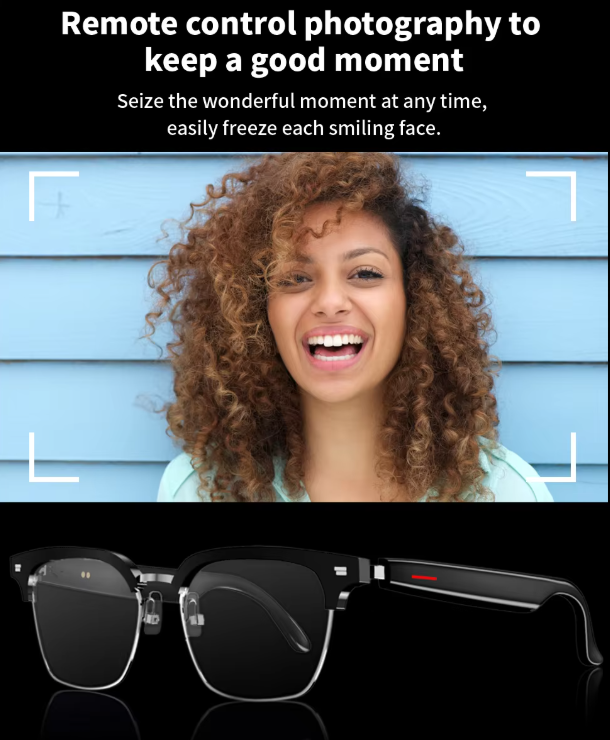 Remote control photography to
keep a good moment
Seize the wonderful moment at any time,
easily freeze each smiling face.